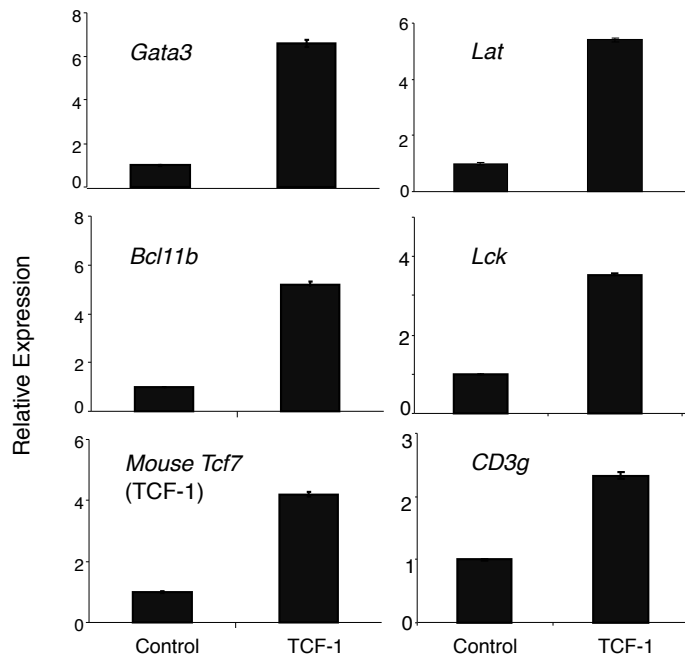 Relative Expression
8
6
4
2
0
Gata3
6
4
2
0
Lat
8
6
4
2
0
Bcl11b
4
2
0
Lck
6
4
2
0
Mouse Tcf7
(TCF-1)
Control
TCF-1
3
2
1
0
CD3g
Control
TCF-1